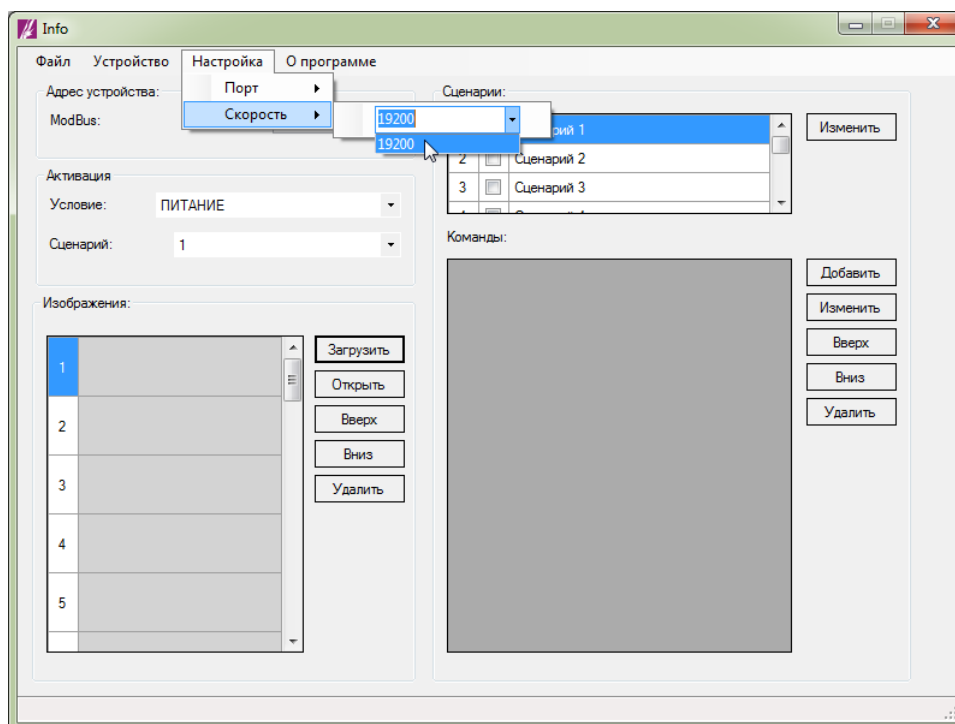 Info
Файл Устройство Настройка О программе
Порт
Скорость
19200
19200
Адрес устройства:
ModBus:
Активация
Условие: ПИТАНИЕ
Сценарий: 1
Изображения:
1
2
3
4
5
Загрузить
Открыть
Вверх
Вниз
Удалить
Сценарии:
рий 1
2 Сценарий 2
3 Сценарий 3
Изменить
Команды:
Добавить
Изменить
Вверх
Вниз
Удалить